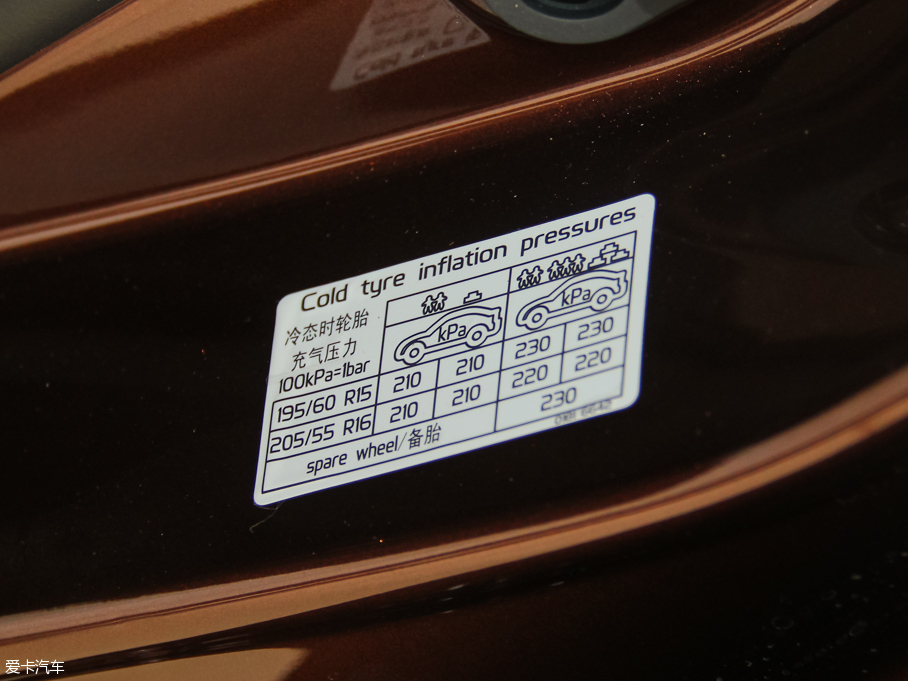 Cold tyre inflation pressures
冷态时轮胎
充气压力
100kPa=1bar
kPa kPa
195/60 R15 210 210 230 230
205/55 R16 210 210 220 220
spare wheel/备胎 230
爱卡汽车